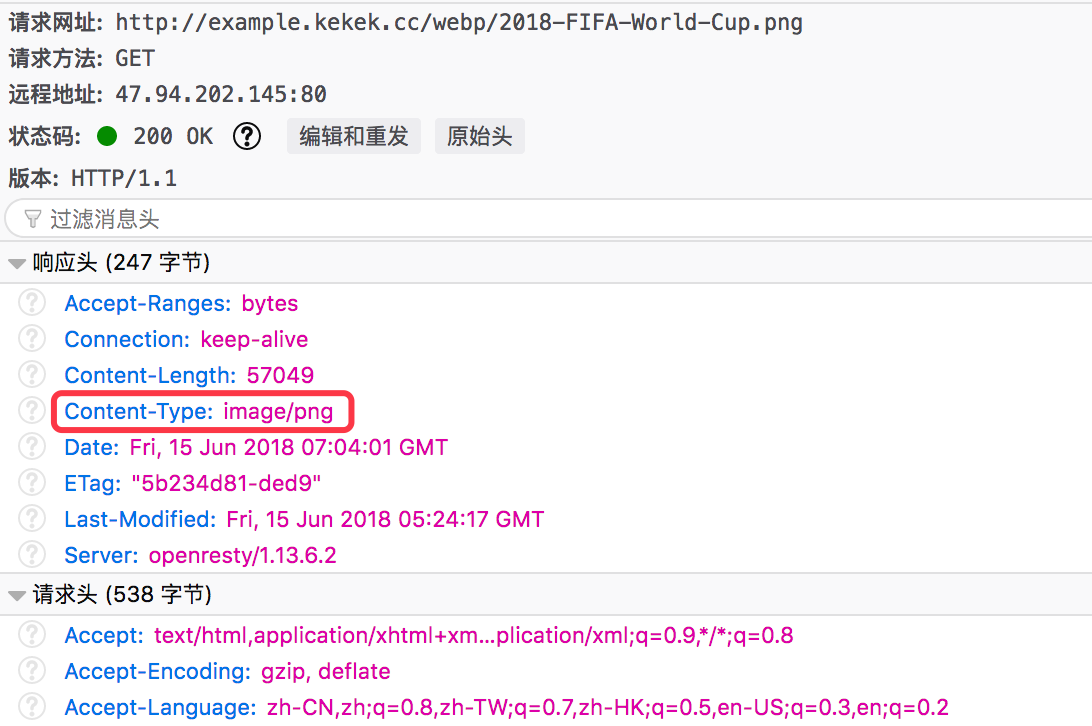 请求网址: http://example.kekek.cc/webp/2018-FIFA-World-Cup.png
请求方法: GET
远程地址: 47.94.202.145:80
状态码: 200 OK ? 编辑和重发 原始头
版本: HTTP/1.1
过滤消息头
响应头 (247 字节)
? Accept-Ranges: bytes
? Connection: keep-alive
? Content-Length: 57049
? Content-Type: image/png
? Date: Fri, 15 Jun 2018 07:04:01 GMT
? ETag: "5b234d81-ded9"
? Last-Modified: Fri, 15 Jun 2018 05:24:17 GMT
? Server: openresty/1.13.6.2
请求头 (538 字节)
? Accept: text/html,application/xhtml+xm…plication/xml;q=0.9,*/*;q=0.8
? Accept-Encoding: gzip, deflate
? Accept-Language: zh-CN,zh;q=0.8,zh-TW;q=0.7,zh-HK;q=0.5,en-US;q=0.3,en;q=0.2